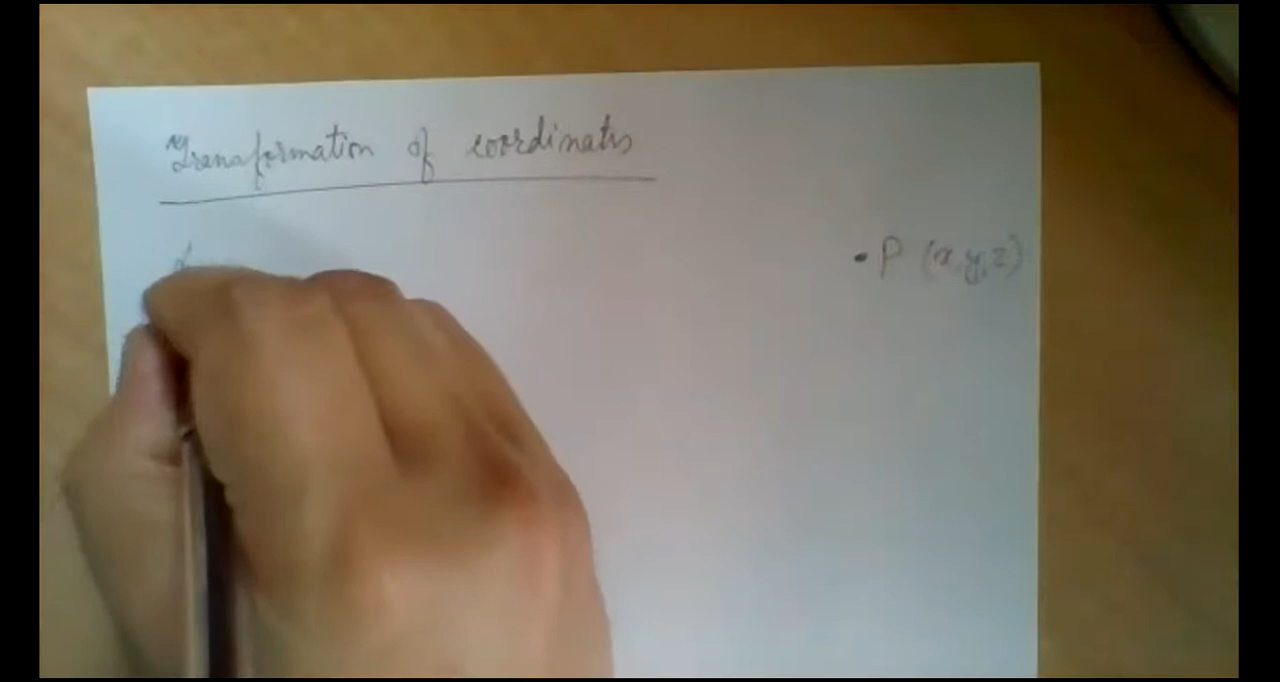 Transformation of coordinates
• P (x, y, z)